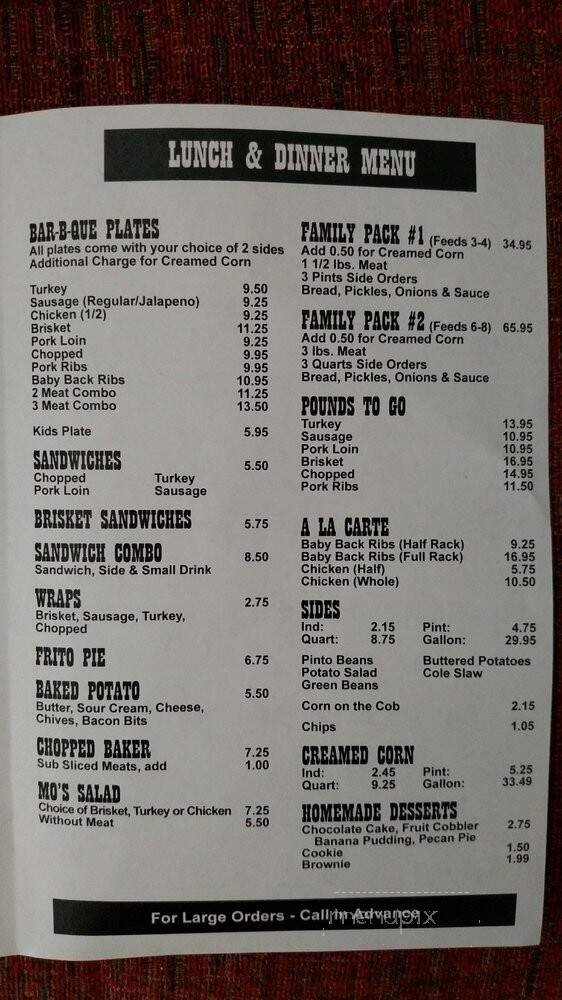 LUNCH & DINNER MENU
BAR-B-QUE PLATES
All plates come with your choice of 2 sides
Additional Charge for Creamed Corn
Turkey 9.50
Sausage (Regular/Jalapeno) 9.25
Chicken (1/2) 9.25
Brisket 11.25
Pork Loin 9.25
Chopped 9.95
Pork Ribs 9.95
Baby Back Ribs 10.95
2 Meat Combo 11.25
3 Meat Combo 13.50
Kids Plate 5.95
SANDWICHES 5.50
Chopped Turkey
Pork Loin Sausage
BRISKET SANDWICHES 5.75
SANDWICH COMBO 8.50
Sandwich, Side & Small Drink
WRAPS 2.75
Brisket, Sausage, Turkey,
Chopped
FRITO PIE 6.75
BAKED POTATO 5.50
Butter, Sour Cream, Cheese,
Chives, Bacon Bits
CHOPPED BAKER 7.25
Sub Sliced Meats, add 1.00
MO'S SALAD
Choice of Brisket, Turkey or Chicken 7.25
Without Meat 5.50
FAMILY PACK #1 (Feeds 3-4) 34.95
Add 0.50 for Creamed Corn
1 1/2 lbs. Meat
3 Pints Side Orders
Bread, Pickles, Onions & Sauce
FAMILY PACK #2 (Feeds 6-8) 65.95
Add 0.50 for Creamed Corn
3 lbs. Meat
3 Quarts Side Orders
Bread, Pickles, Onions & Sauce
POUNDS TO GO
Turkey 13.95
Sausage 10.95
Pork Loin 10.95
Brisket 16.95
Chopped 14.95
Pork Ribs 11.50
A LA CARTE
Baby Back Ribs (Half Rack) 9.25
Baby Back Ribs (Full Rack) 16.95
Chicken (Half) 5.75
Chicken (Whole) 10.50
SIDES
Ind: 2.15 Pint: 4.75
Quart: 8.75 Gallon: 29.95
Pinto Beans Buttered Potatoes
Potato Salad Cole Slaw
Green Beans
Corn on the Cob 2.15
Chips 1.05
CREAMED CORN
Ind: 2.45 Pint: 5.25
Quart: 9.25 Gallon: 33.49
HOMEMADE DESSERTS
Chocolate Cake, Fruit Cobbler 2.75
Banana Pudding, Pecan Pie
Cookie 1.50
Brownie 1.99
For Large Orders - Call In Advance
menupix